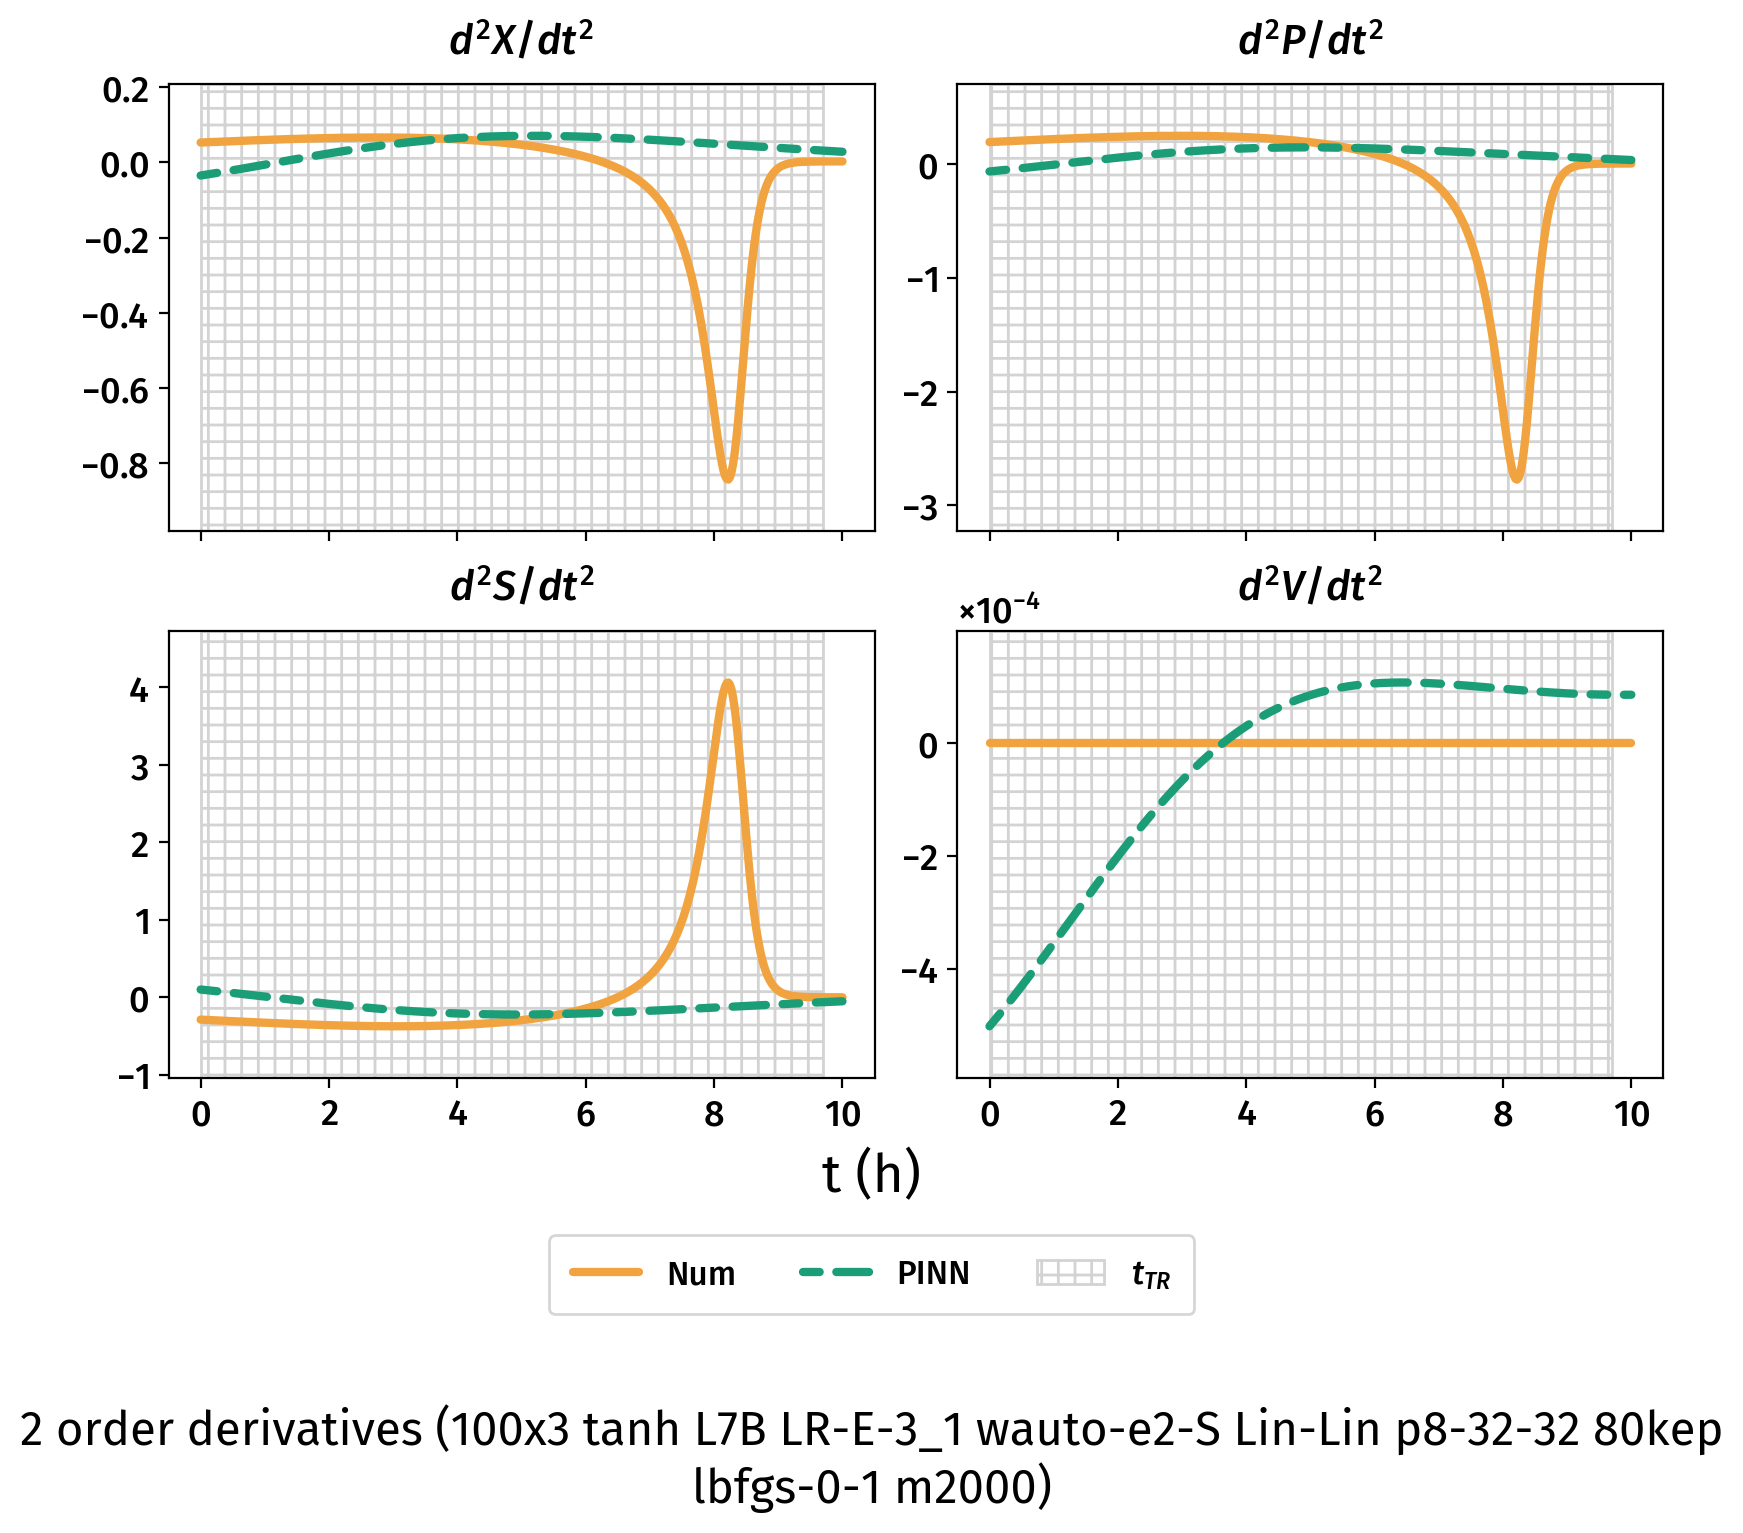 d²X/dt²
d²P/dt²
0.2
0.0
−0.2
−0.4
−0.6
−0.8
0
−1
−2
−3
d²S/dt²
d²V/dt²
×10⁻⁴
4
3
2
1
0
−1
0
−2
−4
0 2 4 6 8 10
0 2 4 6 8 10
t (h)
Num PINN t_TR
2 order derivatives (100x3 tanh L7B LR-E-3_1 wauto-e2-S Lin-Lin p8-32-32 80kep
lbfgs-0-1 m2000)